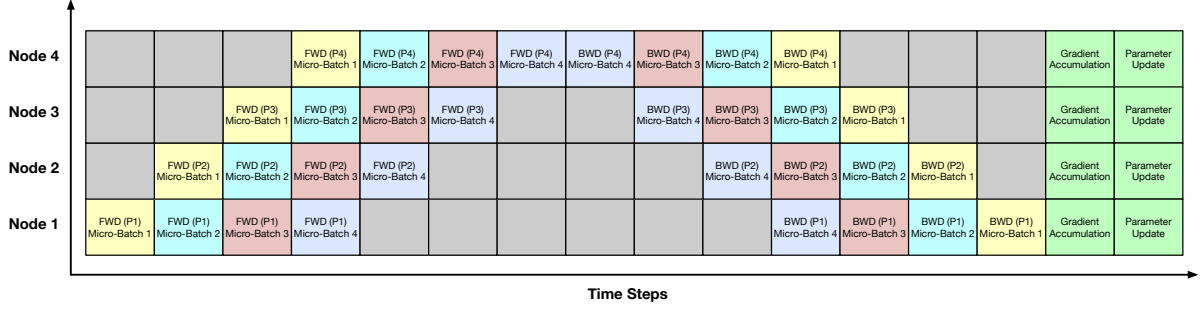 Node 4
FWD (P4) FWD (P4) FWD (P4) FWD (P4) BWD (P4) BWD (P4) BWD (P4) BWD (P4) Gradient Parameter
Micro-Batch 1 Micro-Batch 2 Micro-Batch 3 Micro-Batch 4 Micro-Batch 4 Micro-Batch 3 Micro-Batch 2 Micro-Batch 1 Accumulation Update
Node 3
FWD (P3) FWD (P3) FWD (P3) FWD (P3) BWD (P3) BWD (P3) BWD (P3) BWD (P3) Gradient Parameter
Micro-Batch 1 Micro-Batch 2 Micro-Batch 3 Micro-Batch 4 Micro-Batch 4 Micro-Batch 3 Micro-Batch 2 Micro-Batch 1 Accumulation Update
Node 2
FWD (P2) FWD (P2) FWD (P2) FWD (P2) BWD (P2) BWD (P2) BWD (P2) BWD (P2) Gradient Parameter
Micro-Batch 1 Micro-Batch 2 Micro-Batch 3 Micro-Batch 4 Micro-Batch 4 Micro-Batch 3 Micro-Batch 2 Micro-Batch 1 Accumulation Update
Node 1
FWD (P1) FWD (P1) FWD (P1) FWD (P1) BWD (P1) BWD (P1) BWD (P1) BWD (P1) Gradient Parameter
Micro-Batch 1 Micro-Batch 2 Micro-Batch 3 Micro-Batch 4 Micro-Batch 4 Micro-Batch 3 Micro-Batch 2 Micro-Batch 1 Accumulation Update
Time Steps